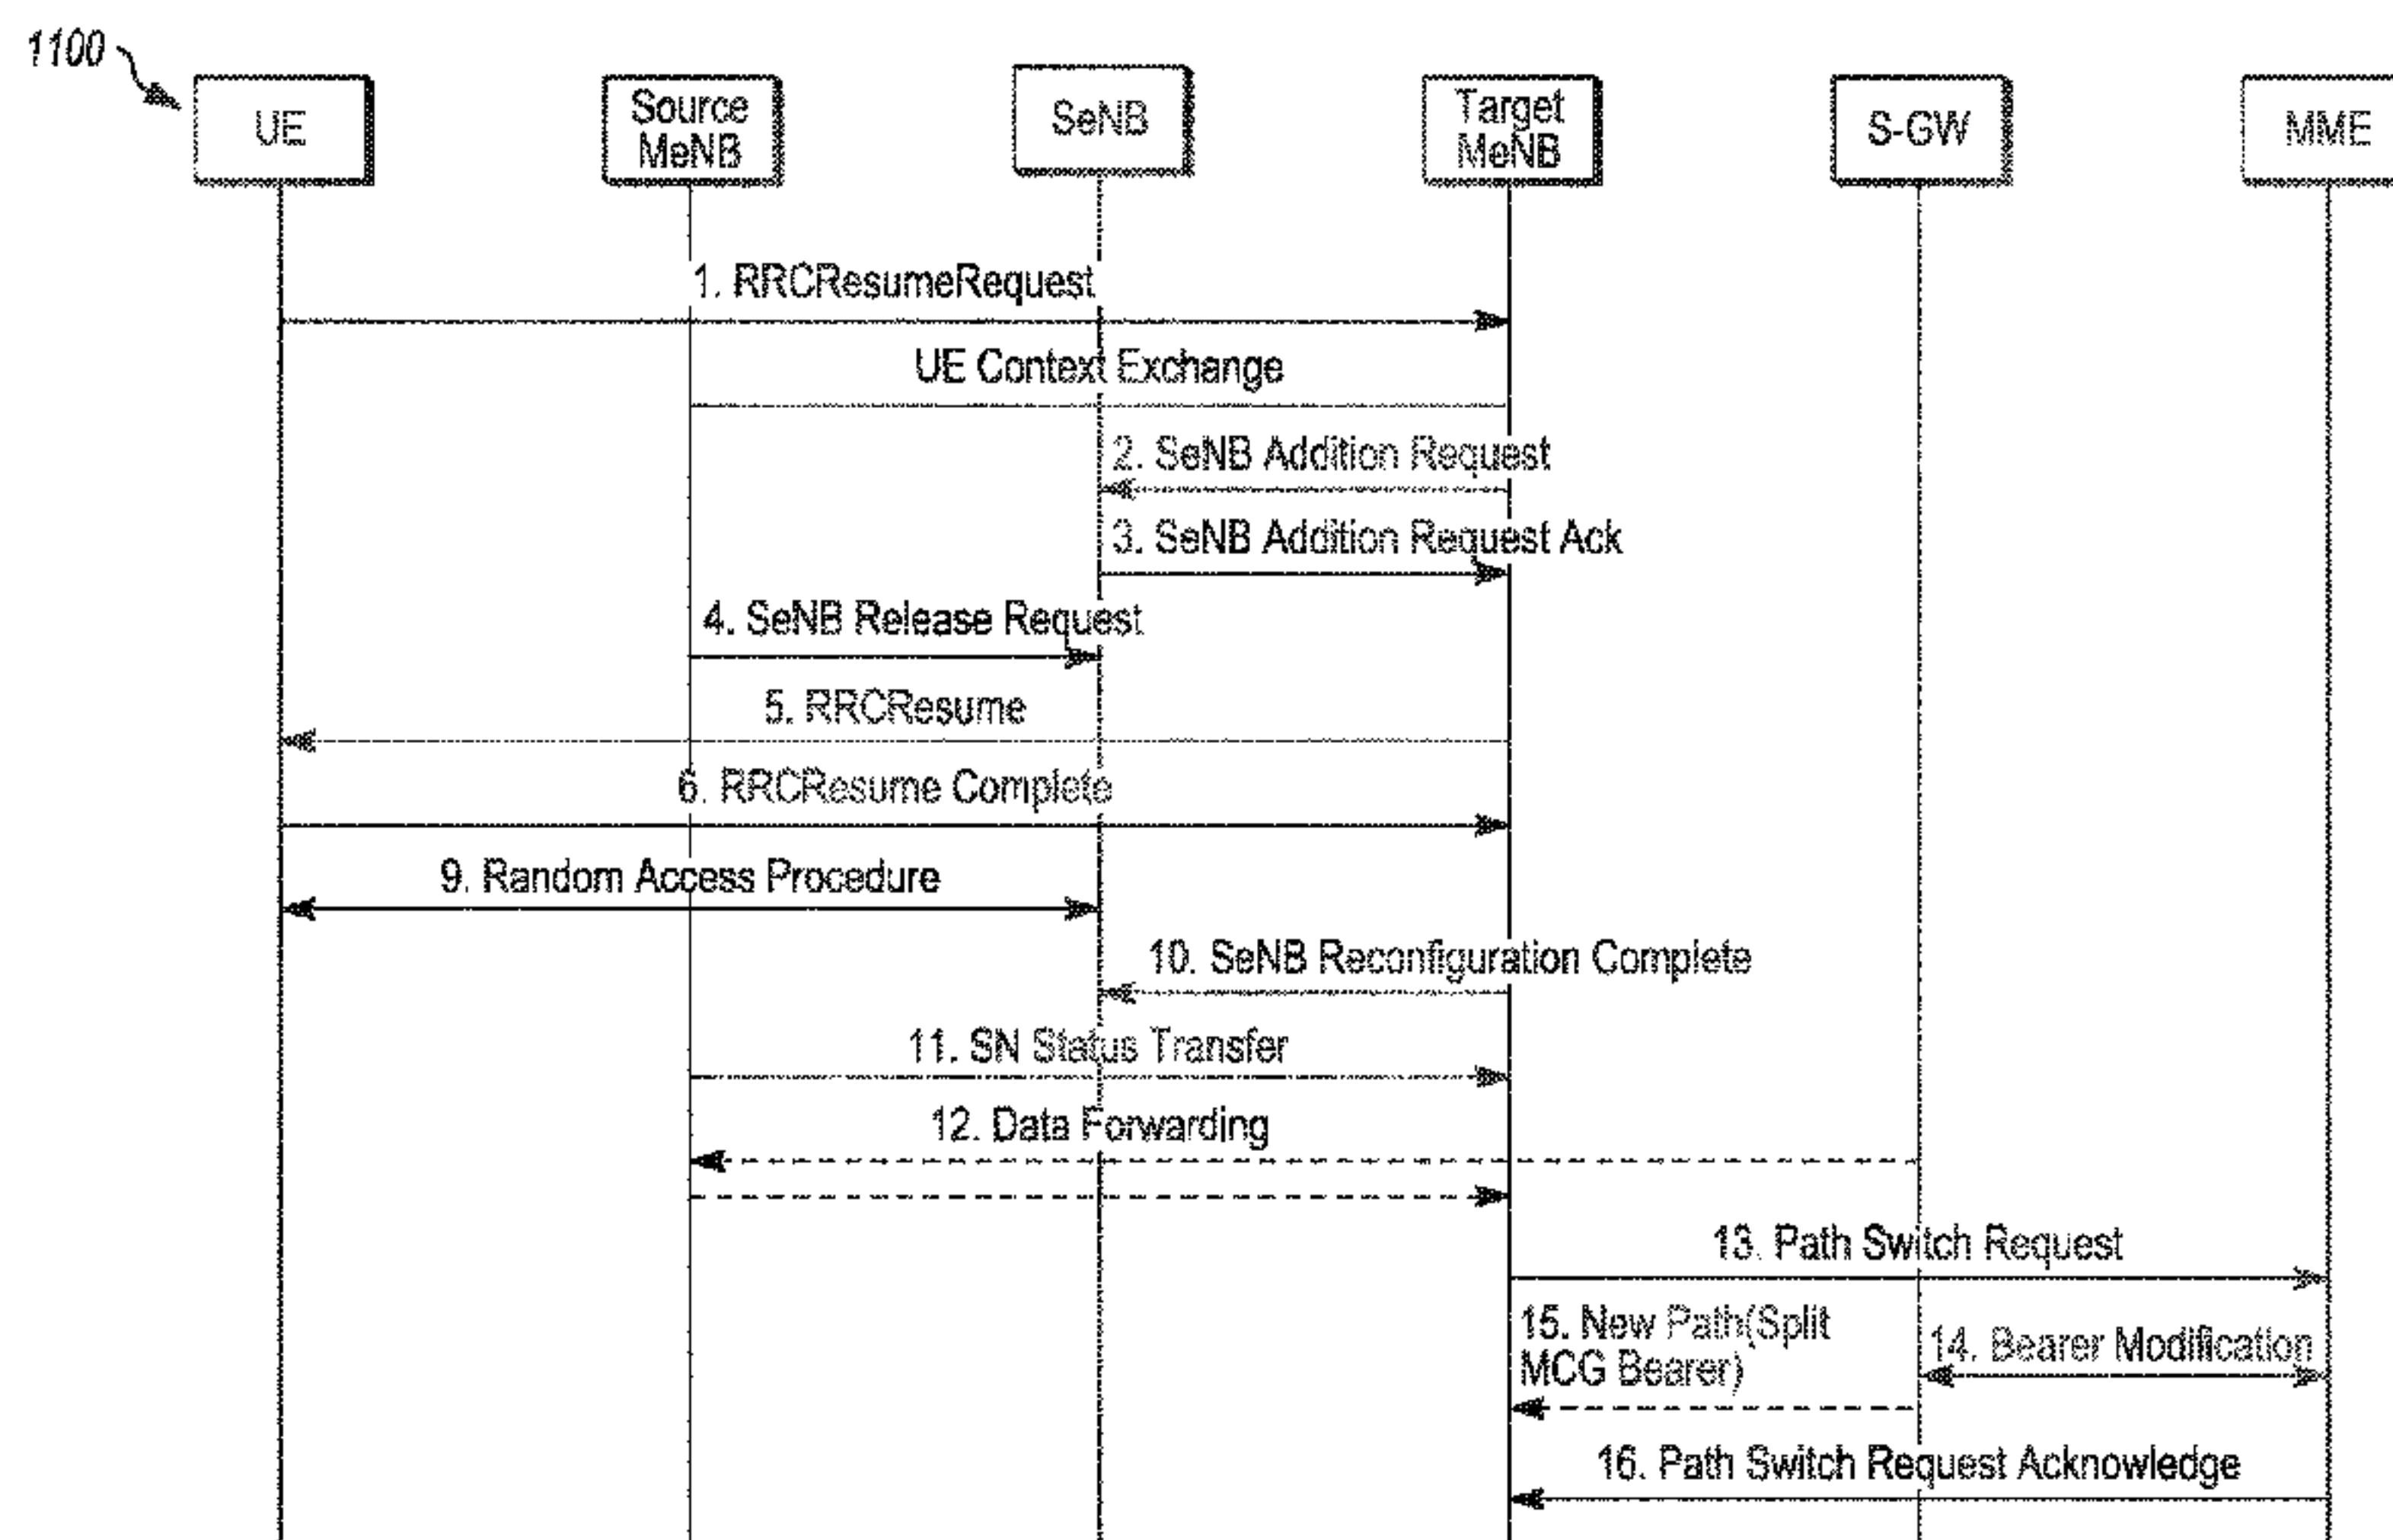 1100
UE
Source
MeNB
SeNB
Target
MeNB
S-GW
MME
1. RRCResumeRequest
UE Context Exchange
2. SeNB Addition Request
3. SeNB Addition Request Ack
4. SeNB Release Request
5. RRCResume
6. RRCResume Complete
9. Random Access Procedure
10. SeNB Reconfiguration Complete
11. SN Status Transfer
12. Data Forwarding
13. Path Switch Request
15. New Path(Split
MCG Bearer)
14. Bearer Modification
16. Path Switch Request Acknowledge